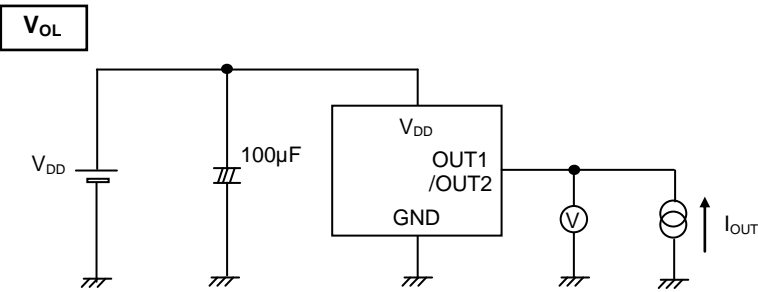 VOL
VDD
100µF
VDD
OUT1
/OUT2
GND
V
IOUT